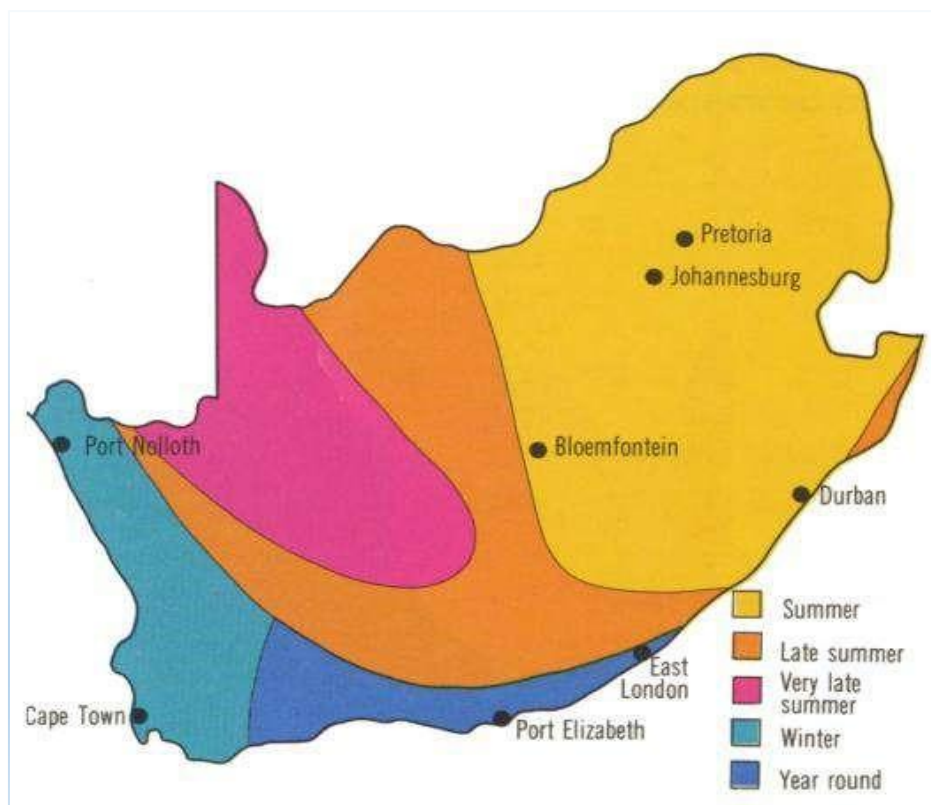 Pretoria
Johannesburg
Port Nolloth
Bloemfontein
Durban
East
London
Cape Town
Port Elizabeth
Summer
Late summer
Very late
summer
Winter
Year round